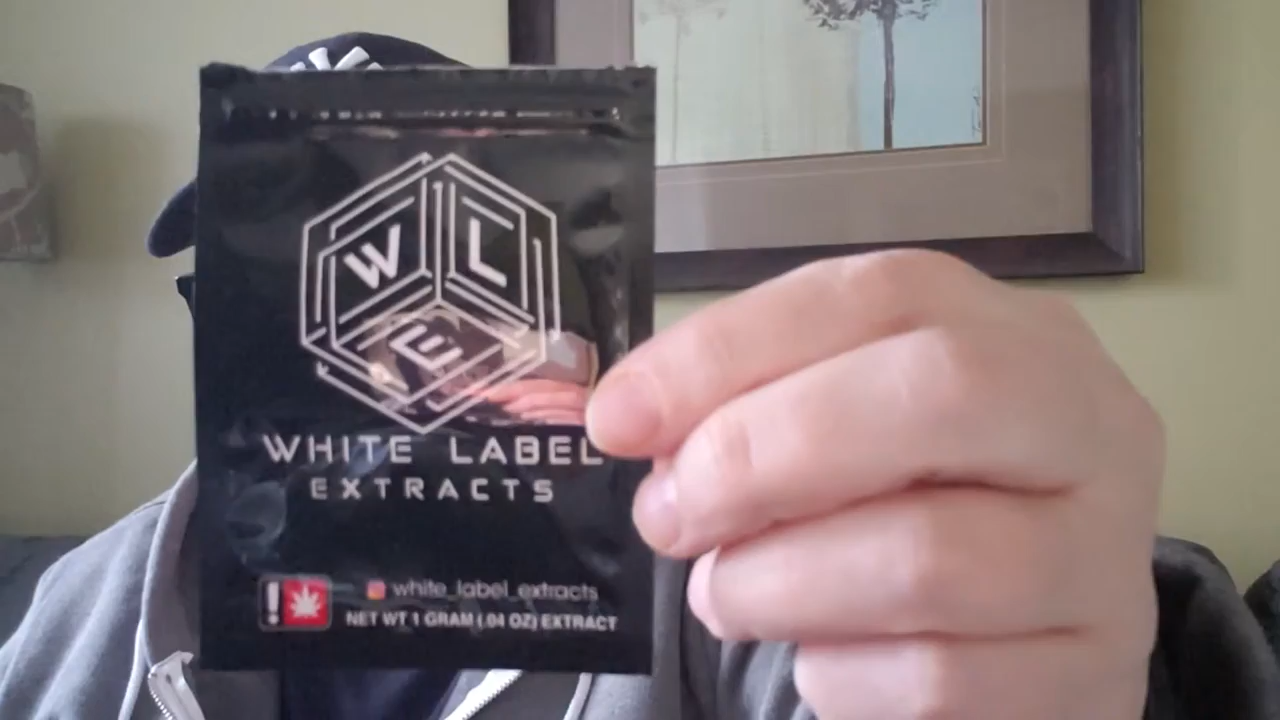 W L
E
WHITE LABEL
EXTRACTS
white_label_extracts
! NET WT 1 GRAM (.04 OZ) EXTRACT